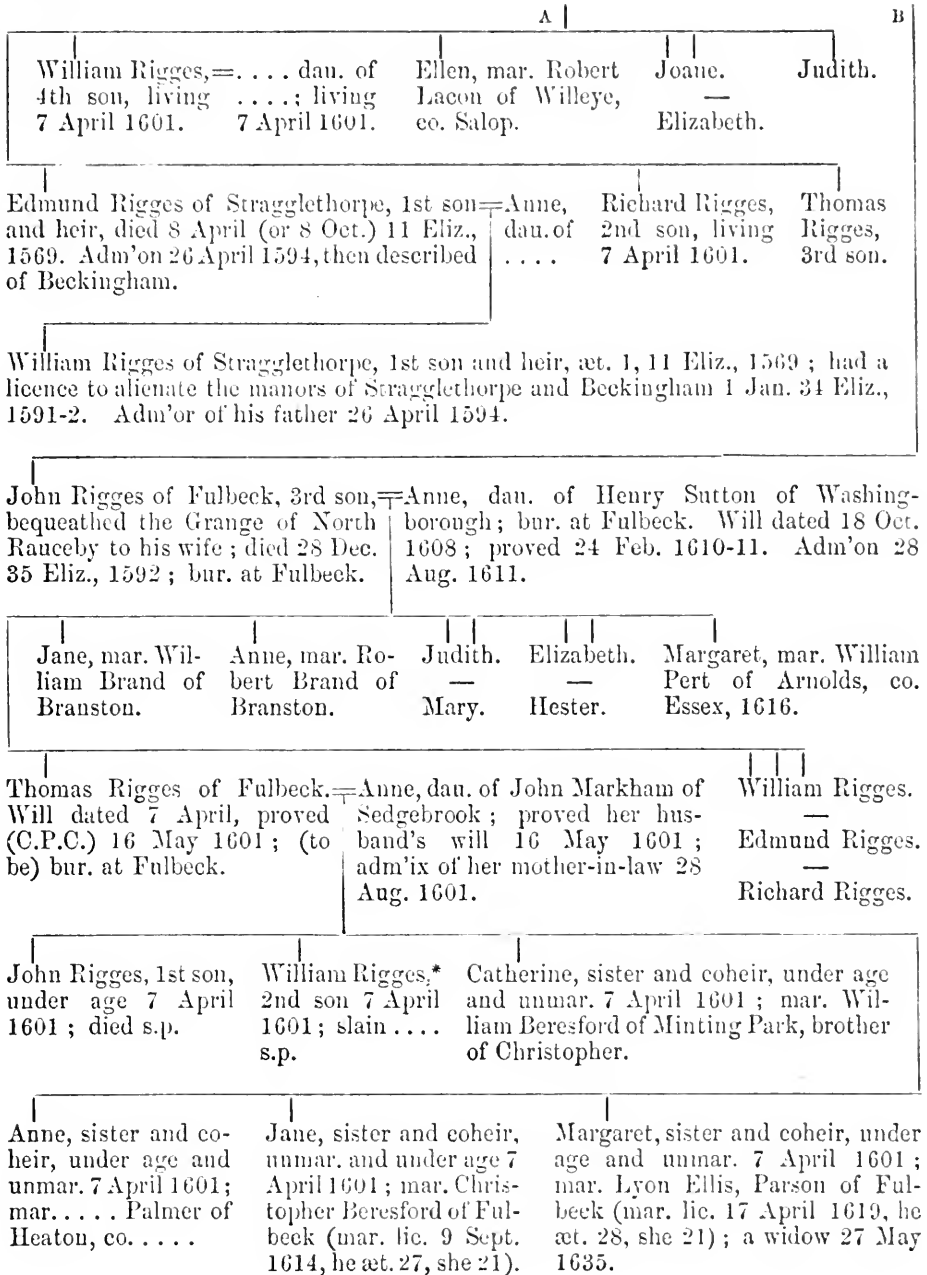 A B
William Rigges,=. . . . dau. of
4th son, living . . . .; living
7 April 1601. 7 April 1601.
Ellen, mar. Robert
Lacon of Willeye,
co. Salop.
Joane.
—
Elizabeth.
Judith.
Edmund Rigges of Stragglethorpe, 1st son
and heir, died 8 April (or 8 Oct.) 11 Eliz.,
1569. Adm'on 26 April 1594, then described
of Beckingham.
=Anne,
dau. of
. . . .
Richard Rigges,
2nd son, living
7 April 1601.
Thomas
Rigges,
3rd son.
William Rigges of Stragglethorpe, 1st son and heir, æt. 1, 11 Eliz., 1569 ; had a
licence to alienate the manors of Stragglethorpe and Beckingham 1 Jan. 34 Eliz.,
1591-2. Adm'or of his father 26 April 1594.
John Rigges of Fulbeck, 3rd son,
bequeathed the Grange of North
Rauceby to his wife ; died 28 Dec.
35 Eliz., 1592 ; bur. at Fulbeck.
=Anne, dau. of Henry Sutton of Washing-
borough ; bur. at Fulbeck. Will dated 18 Oct.
1608 ; proved 24 Feb. 1610-11. Adm'on 28
Aug. 1611.
Jane, mar. Wil-
liam Brand of
Branston.
Anne, mar. Ro-
bert Brand of
Branston.
Judith.
—
Mary.
Elizabeth.
—
Hester.
Margaret, mar. William
Pert of Arnolds, co.
Essex, 1616.
Thomas Rigges of Fulbeck.
Will dated 7 April, proved
(C.P.C.) 16 May 1601 ; (to
be) bur. at Fulbeck.
=Anne, dau. of John Markham of
Sedgebrook ; proved her hus-
band's will 16 May 1601 ;
adm'ix of her mother-in-law 28
Aug. 1601.
William Rigges.
—
Edmund Rigges.
—
Richard Rigges.
John Rigges, 1st son,
under age 7 April
1601 ; died s.p.
William Rigges,*
2nd son 7 April
1601 ; slain . . . .
s.p.
Catherine, sister and coheir, under age
and unmar. 7 April 1601 ; mar. Wil-
liam Beresford of Minting Park, brother
of Christopher.
Anne, sister and co-
heir, under age and
unmar. 7 April 1601;
mar. . . . . Palmer of
Heaton, co. . . . .
Jane, sister and coheir,
unmar. and under age 7
April 1601 ; mar. Chris-
topher Beresford of Ful-
beck (mar. lic. 9 Sept.
1614, he æt. 27, she 21).
Margaret, sister and coheir, under
age and unmar. 7 April 1601 ;
mar. Lyon Ellis, Parson of Ful-
beck (mar. lic. 17 April 1619, he
æt. 28, she 21) ; a widow 27 May
1635.